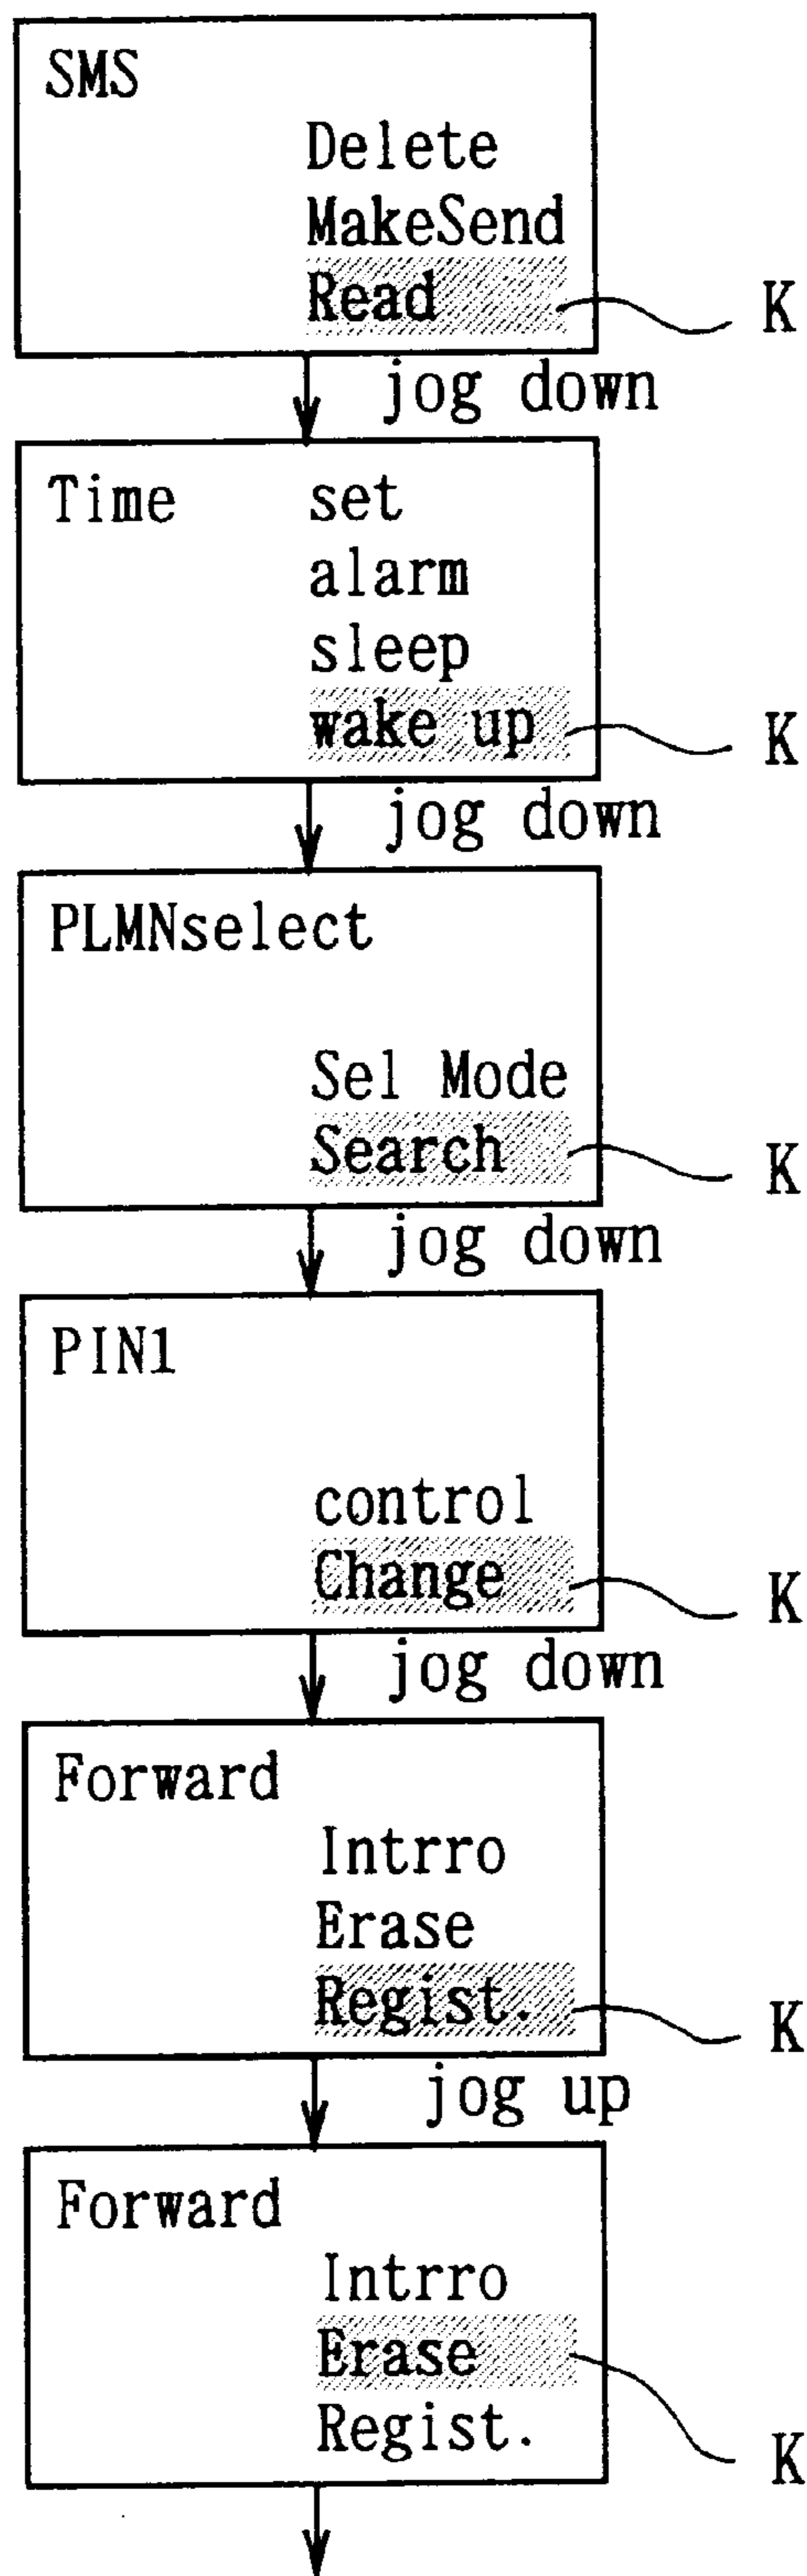 SMS
Delete
MakeSend
Read
K
jog down
Time set
alarm
sleep
wake up
K
jog down
PLMNselect
Sel Mode
Search
K
jog down
PIN1
control
Change
K
jog down
Forward
Intrro
Erase
Regist.
K
jog up
Forward
Intrro
Erase
Regist.
K